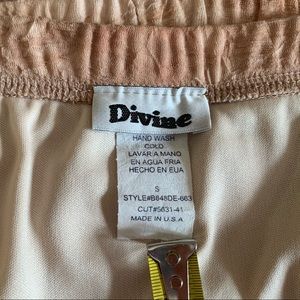 Divine
HAND WASH
COLD
LAVAR A MANO
EN AGUA FRIA
HECHO EN EUA
S
STYLE#B848DE-663
CUT#5631-41
MADE IN U.S.A